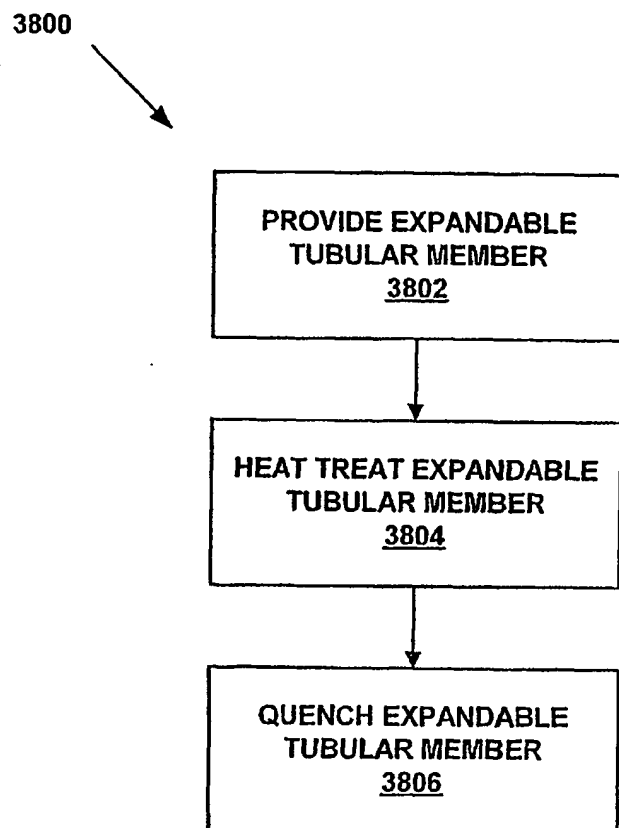 3800
PROVIDE EXPANDABLE
TUBULAR MEMBER
3802
HEAT TREAT EXPANDABLE
TUBULAR MEMBER
3804
QUENCH EXPANDABLE
TUBULAR MEMBER
3806